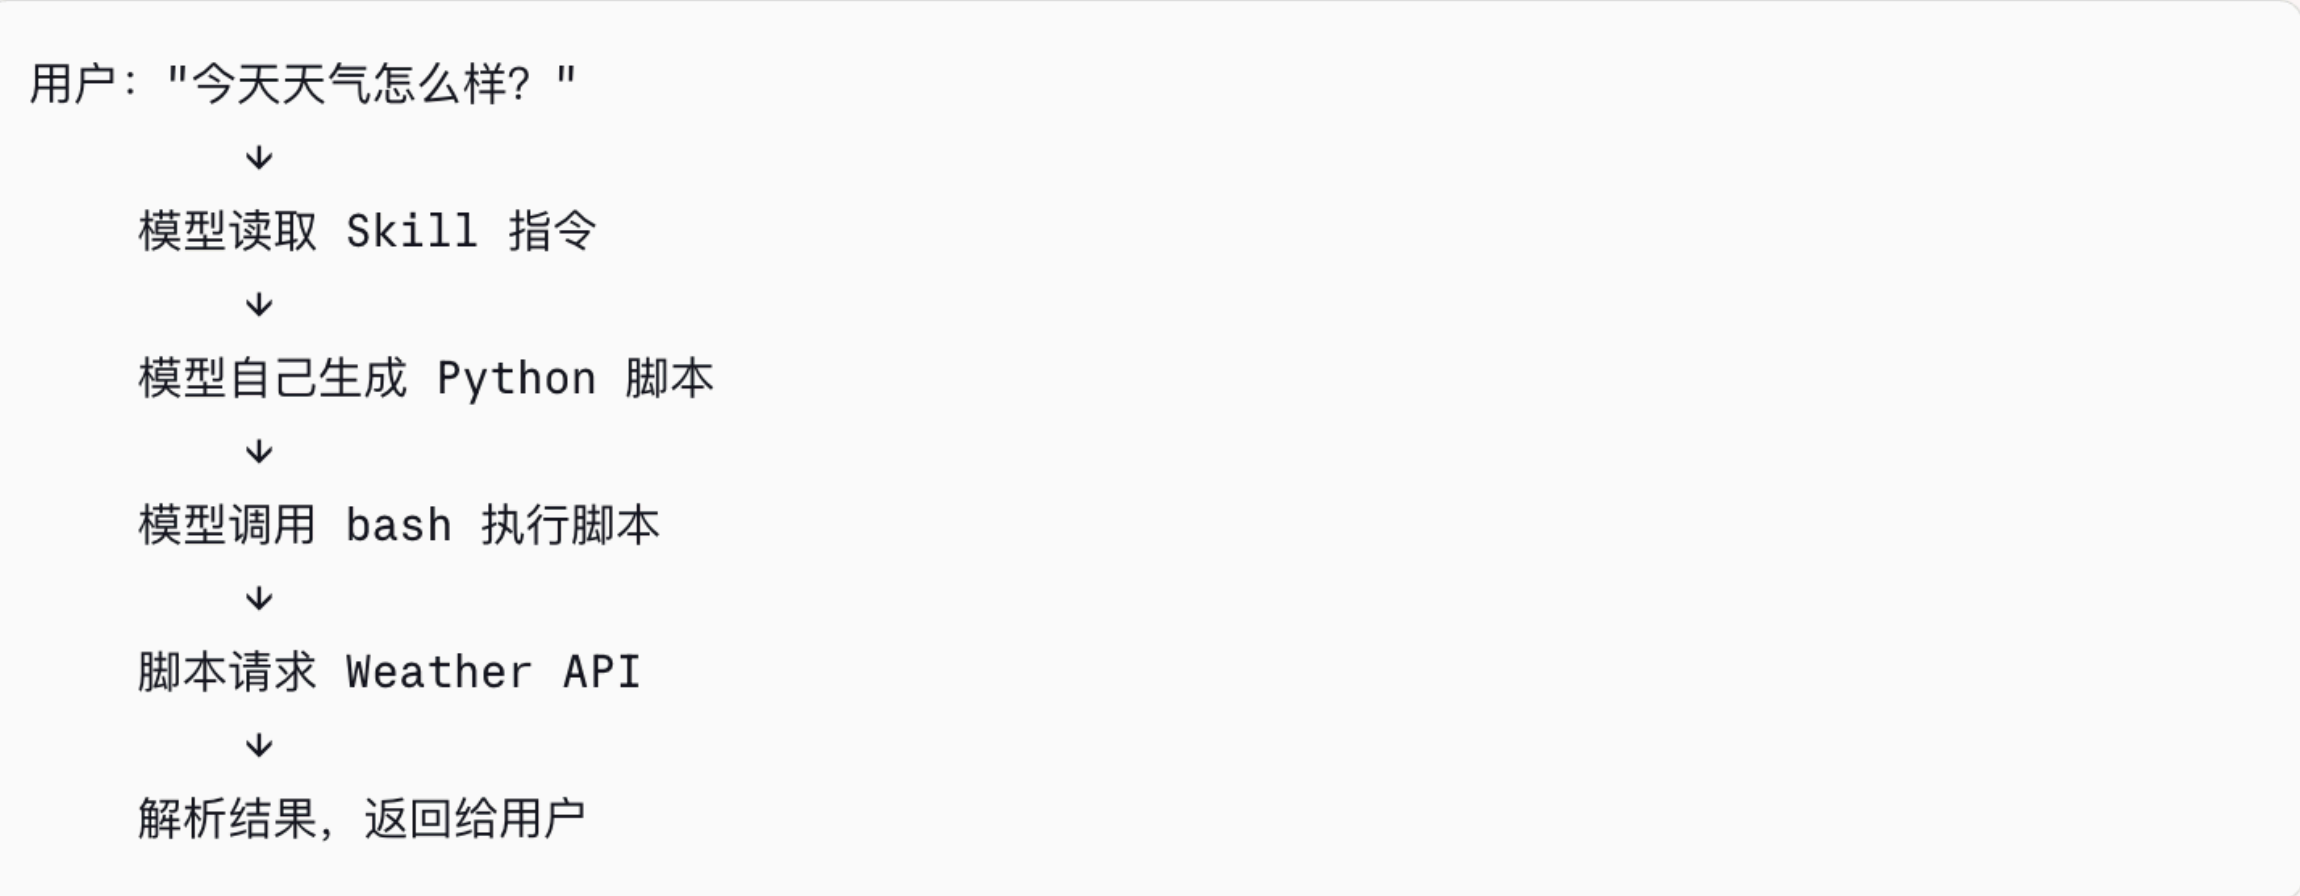 用户："今天天气怎么样？"
↓
模型读取 Skill 指令
↓
模型自己生成 Python 脚本
↓
模型调用 bash 执行脚本
↓
脚本请求 Weather API
↓
解析结果，返回给用户